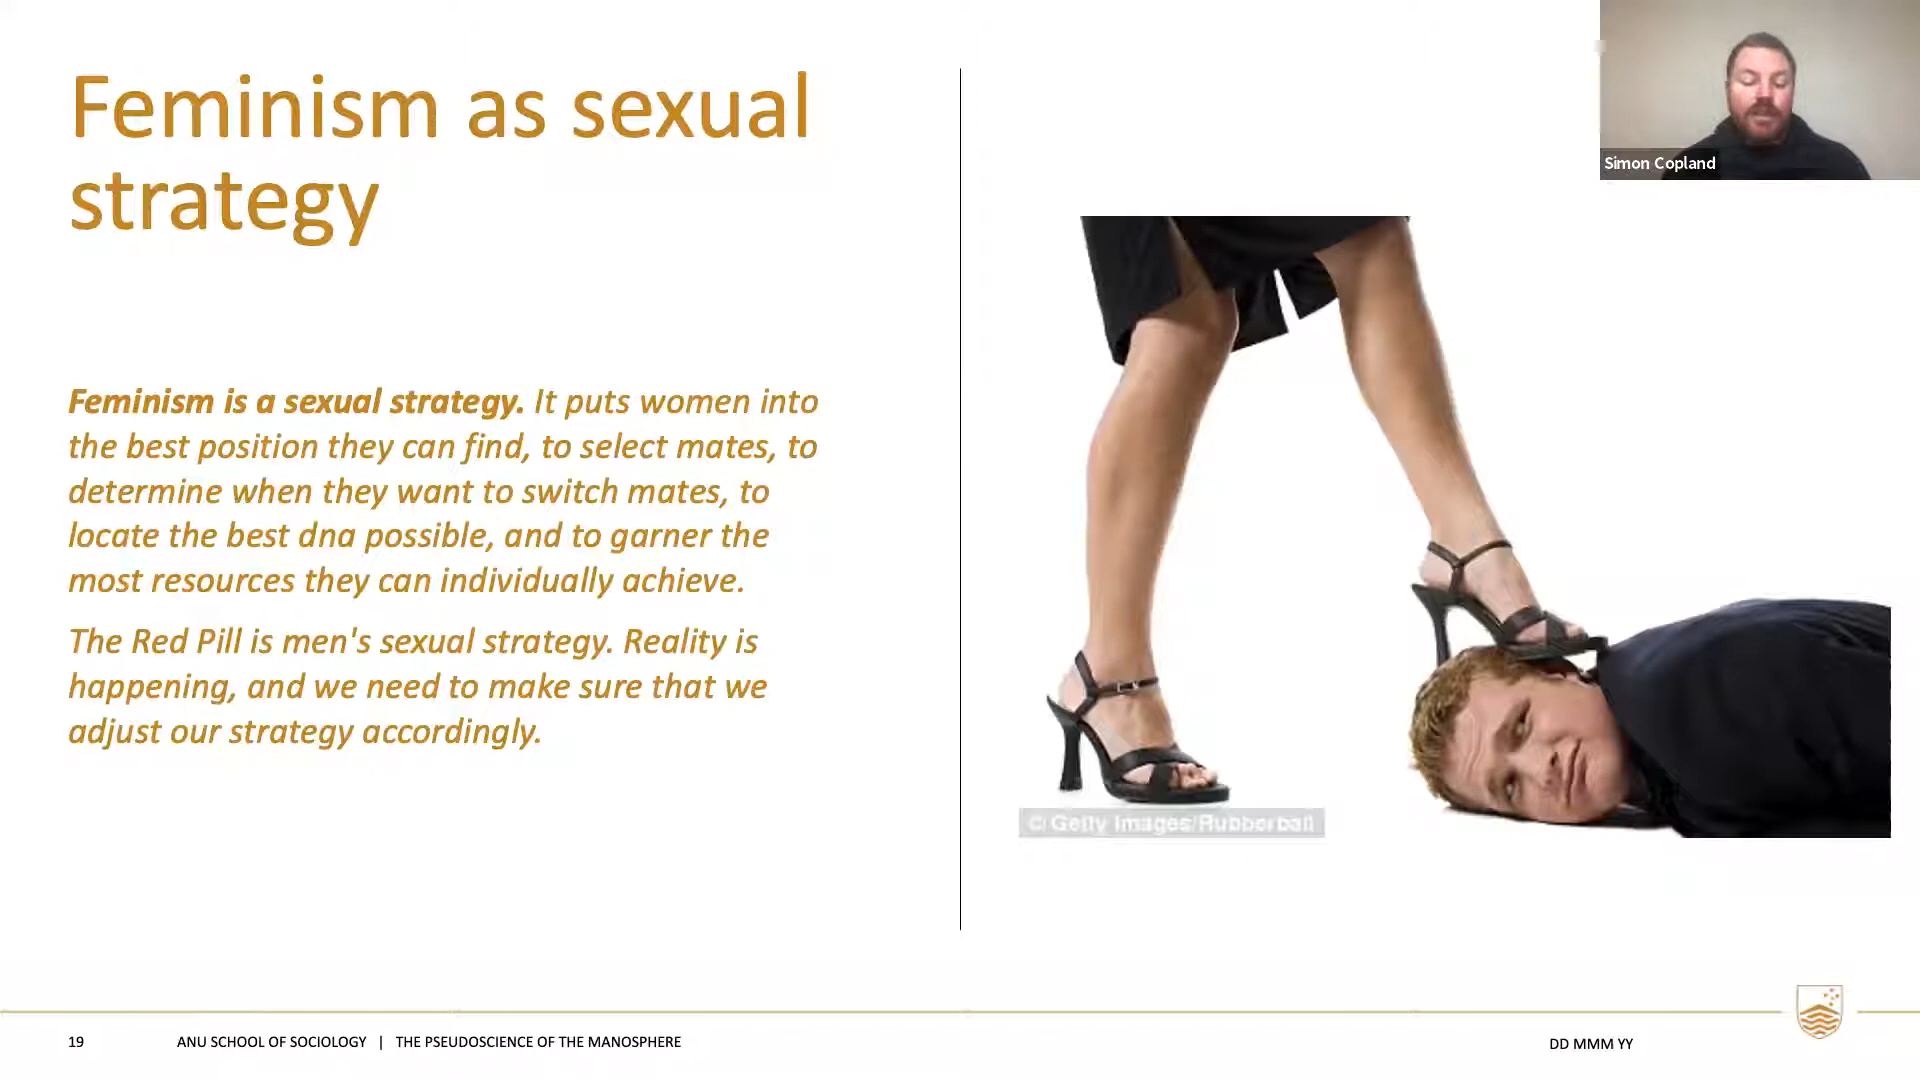 Feminism as sexual
strategy
Simon Copland
Feminism is a sexual strategy. It puts women into
the best position they can find, to select mates, to
determine when they want to switch mates, to
locate the best dna possible, and to garner the
most resources they can individually achieve.
The Red Pill is men's sexual strategy. Reality is
happening, and we need to make sure that we
adjust our strategy accordingly.
© Getty Images/Rubberball
19 ANU SCHOOL OF SOCIOLOGY | THE PSEUDOSCIENCE OF THE MANOSPHERE DD MMM YY